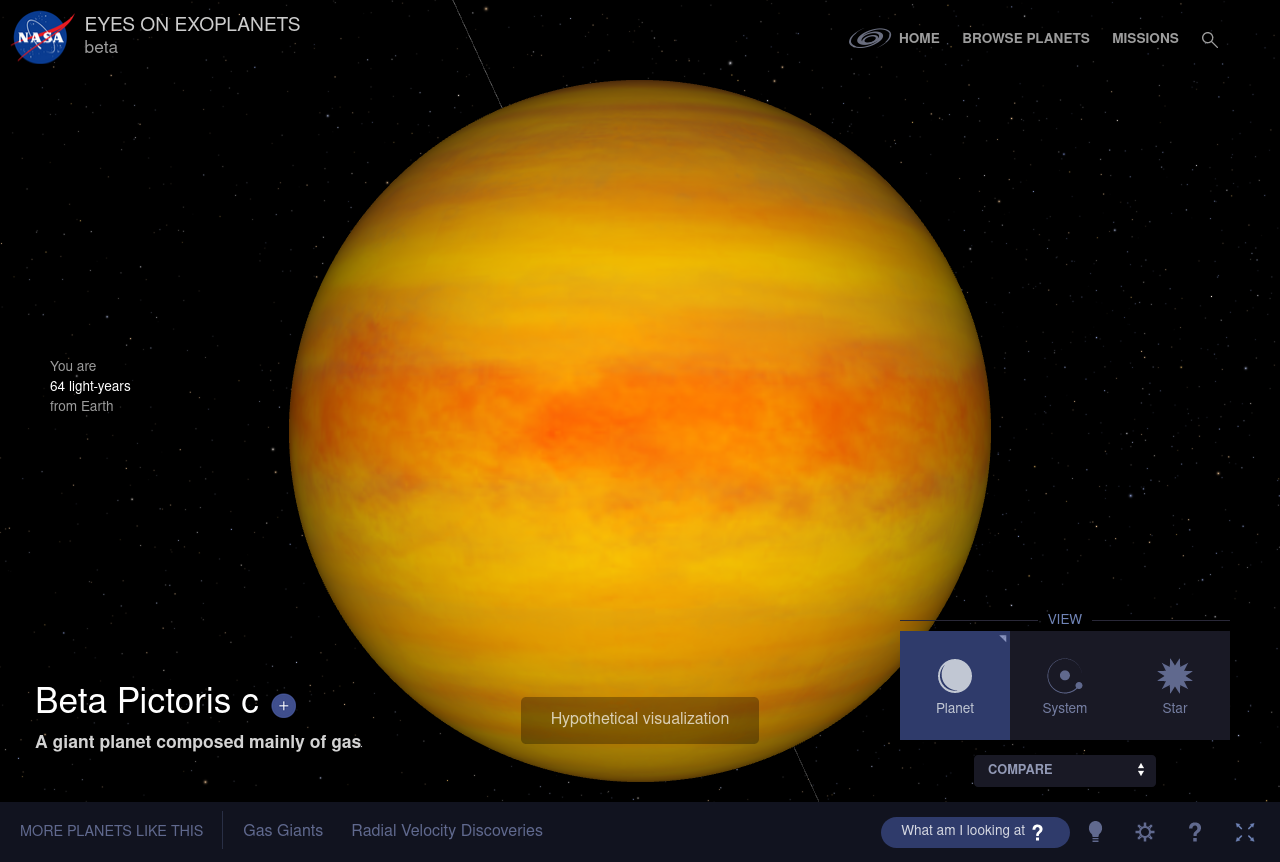 NASA
EYES ON EXOPLANETS
beta
HOME
BROWSE PLANETS
MISSIONS
You are
64 light-years
from Earth
VIEW
Planet
System
Star
COMPARE
Beta Pictoris c +
A giant planet composed mainly of gas
Hypothetical visualization
MORE PLANETS LIKE THIS
Gas Giants
Radial Velocity Discoveries
What am I looking at ?
?